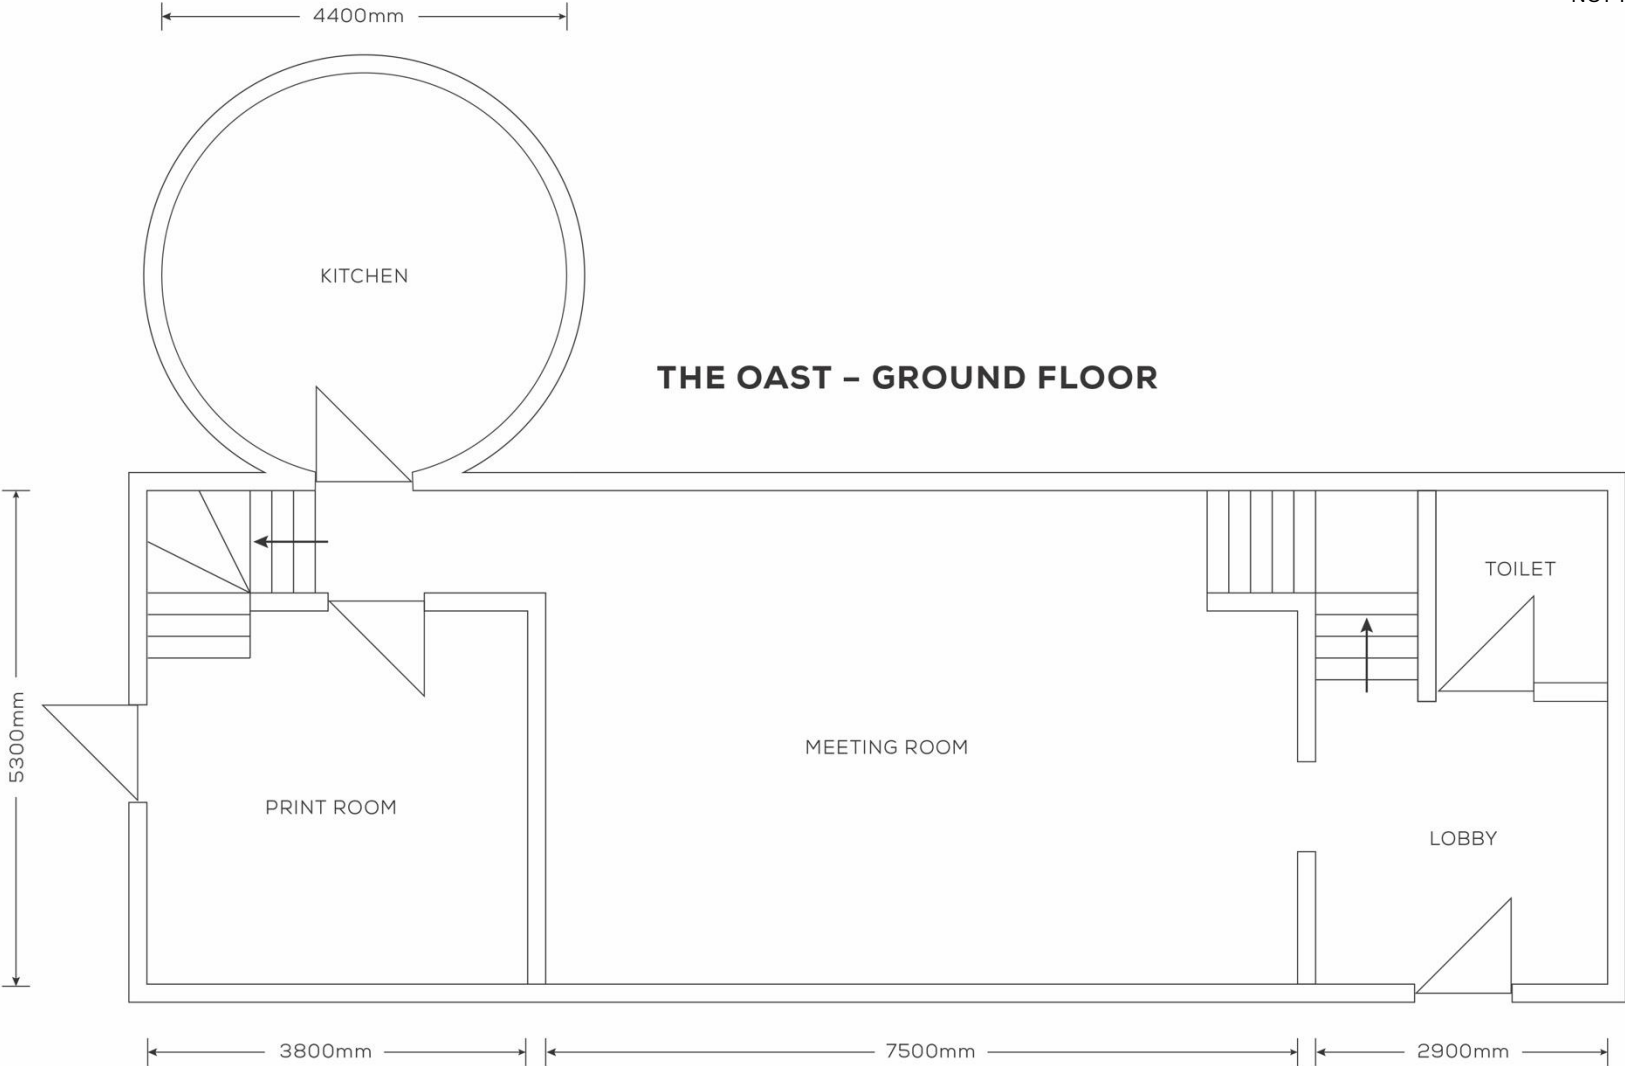 4400mm
KITCHEN
THE OAST – GROUND FLOOR
TOILET
5300mm
MEETING ROOM
PRINT ROOM
LOBBY
3800mm
7500mm
2900mm